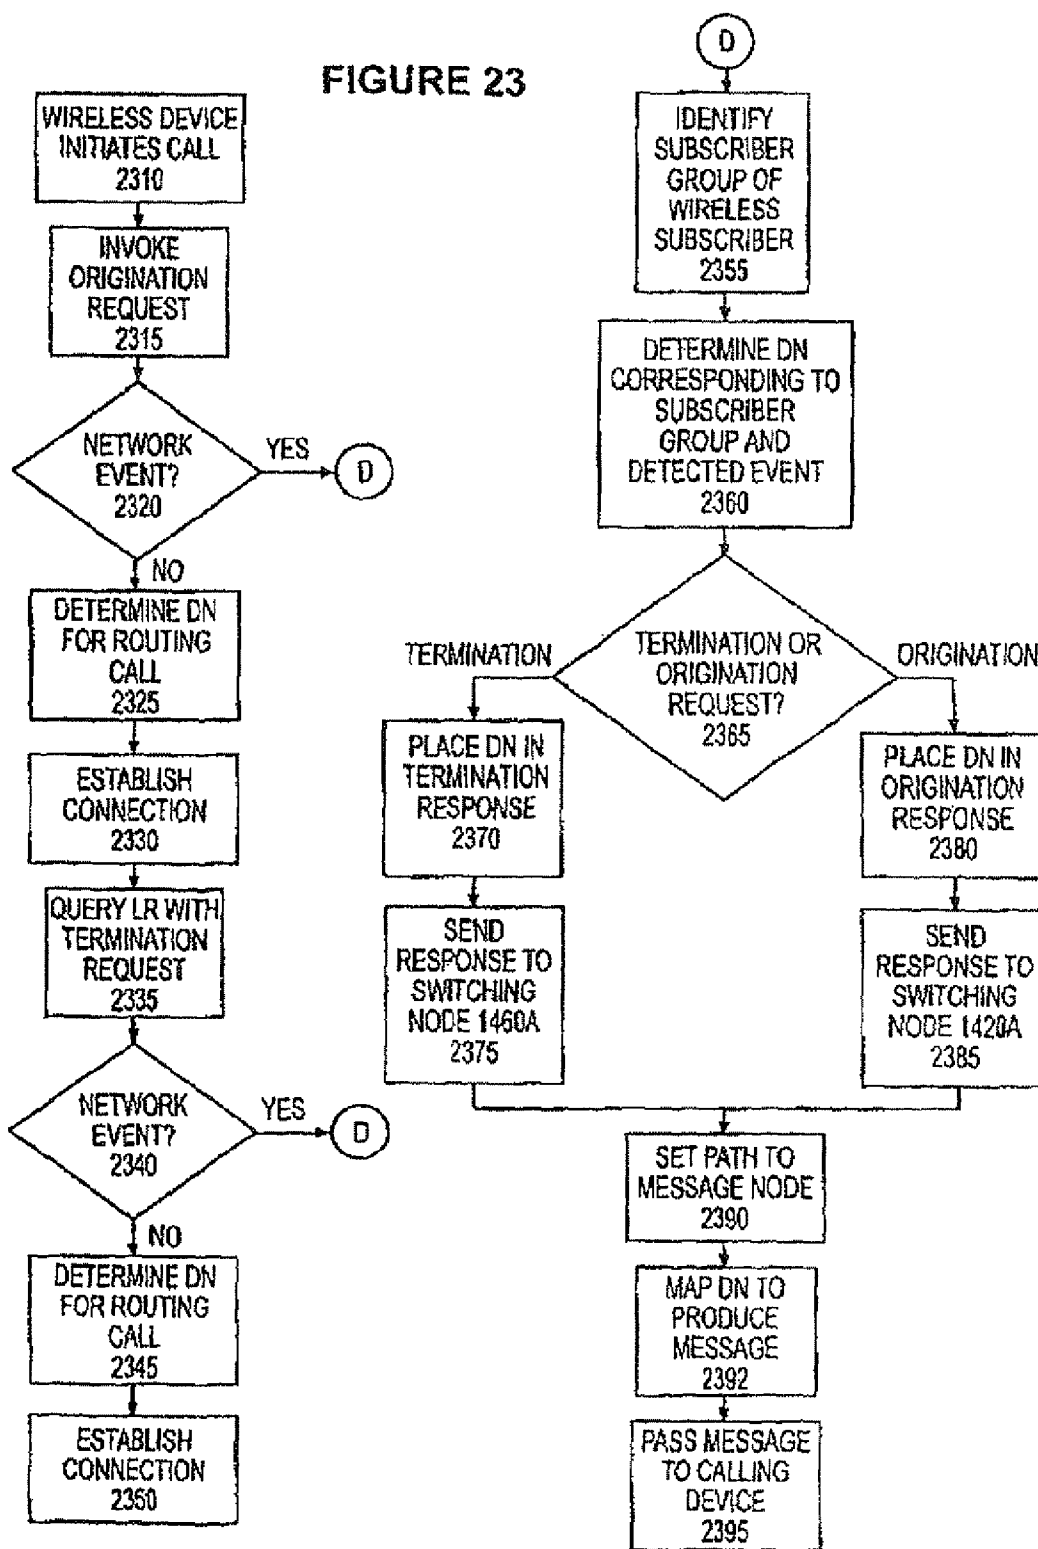 FIGURE 23
WIRELESS DEVICE
INITIATES CALL
2310
INVOKE
ORIGINATION
REQUEST
2315
NETWORK
EVENT?
2320
YES
D
NO
DETERMINE DN
FOR ROUTING
CALL
2325
ESTABLISH
CONNECTION
2330
QUERY LR WITH
TERMINATION
REQUEST
2335
NETWORK
EVENT?
2340
YES
D
NO
DETERMINE DN
FOR ROUTING
CALL
2345
ESTABLISH
CONNECTION
2350
D
IDENTIFY
SUBSCRIBER
GROUP OF
WIRELESS
SUBSCRIBER
2355
DETERMINE DN
CORRESPONDING TO
SUBSCRIBER
GROUP AND
DETECTED EVENT
2360
TERMINATION OR
ORIGINATION
REQUEST?
2365
TERMINATION
PLACE DN IN
TERMINATION
RESPONSE
2370
SEND
RESPONSE TO
SWITCHING
NODE 1460A
2375
ORIGINATION
PLACE DN IN
ORIGINATION
RESPONSE
2380
SEND
RESPONSE TO
SWITCHING
NODE 1420A
2385
SET PATH TO
MESSAGE NODE
2390
MAP DN TO
PRODUCE
MESSAGE
2392
PASS MESSAGE
TO CALLING
DEVICE
2395